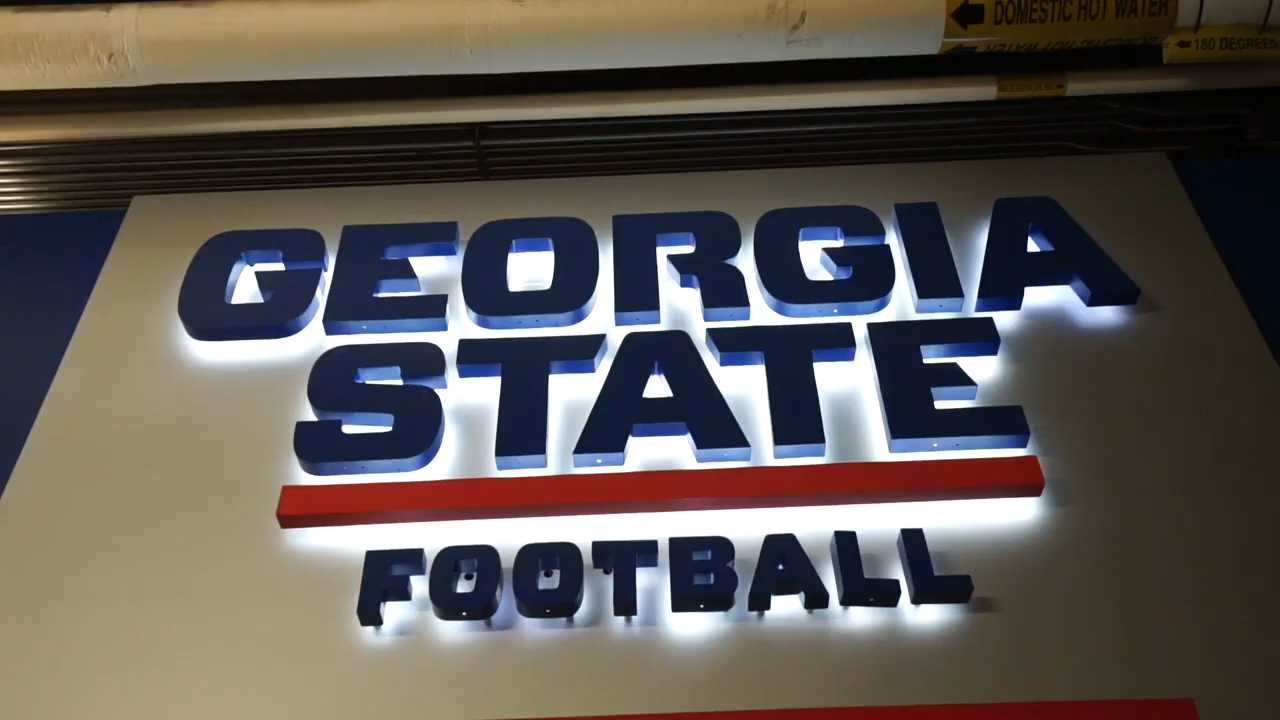 DOMESTIC HOT WATER
180 DEGREES
GEORGIA
STATE
FOOTBALL